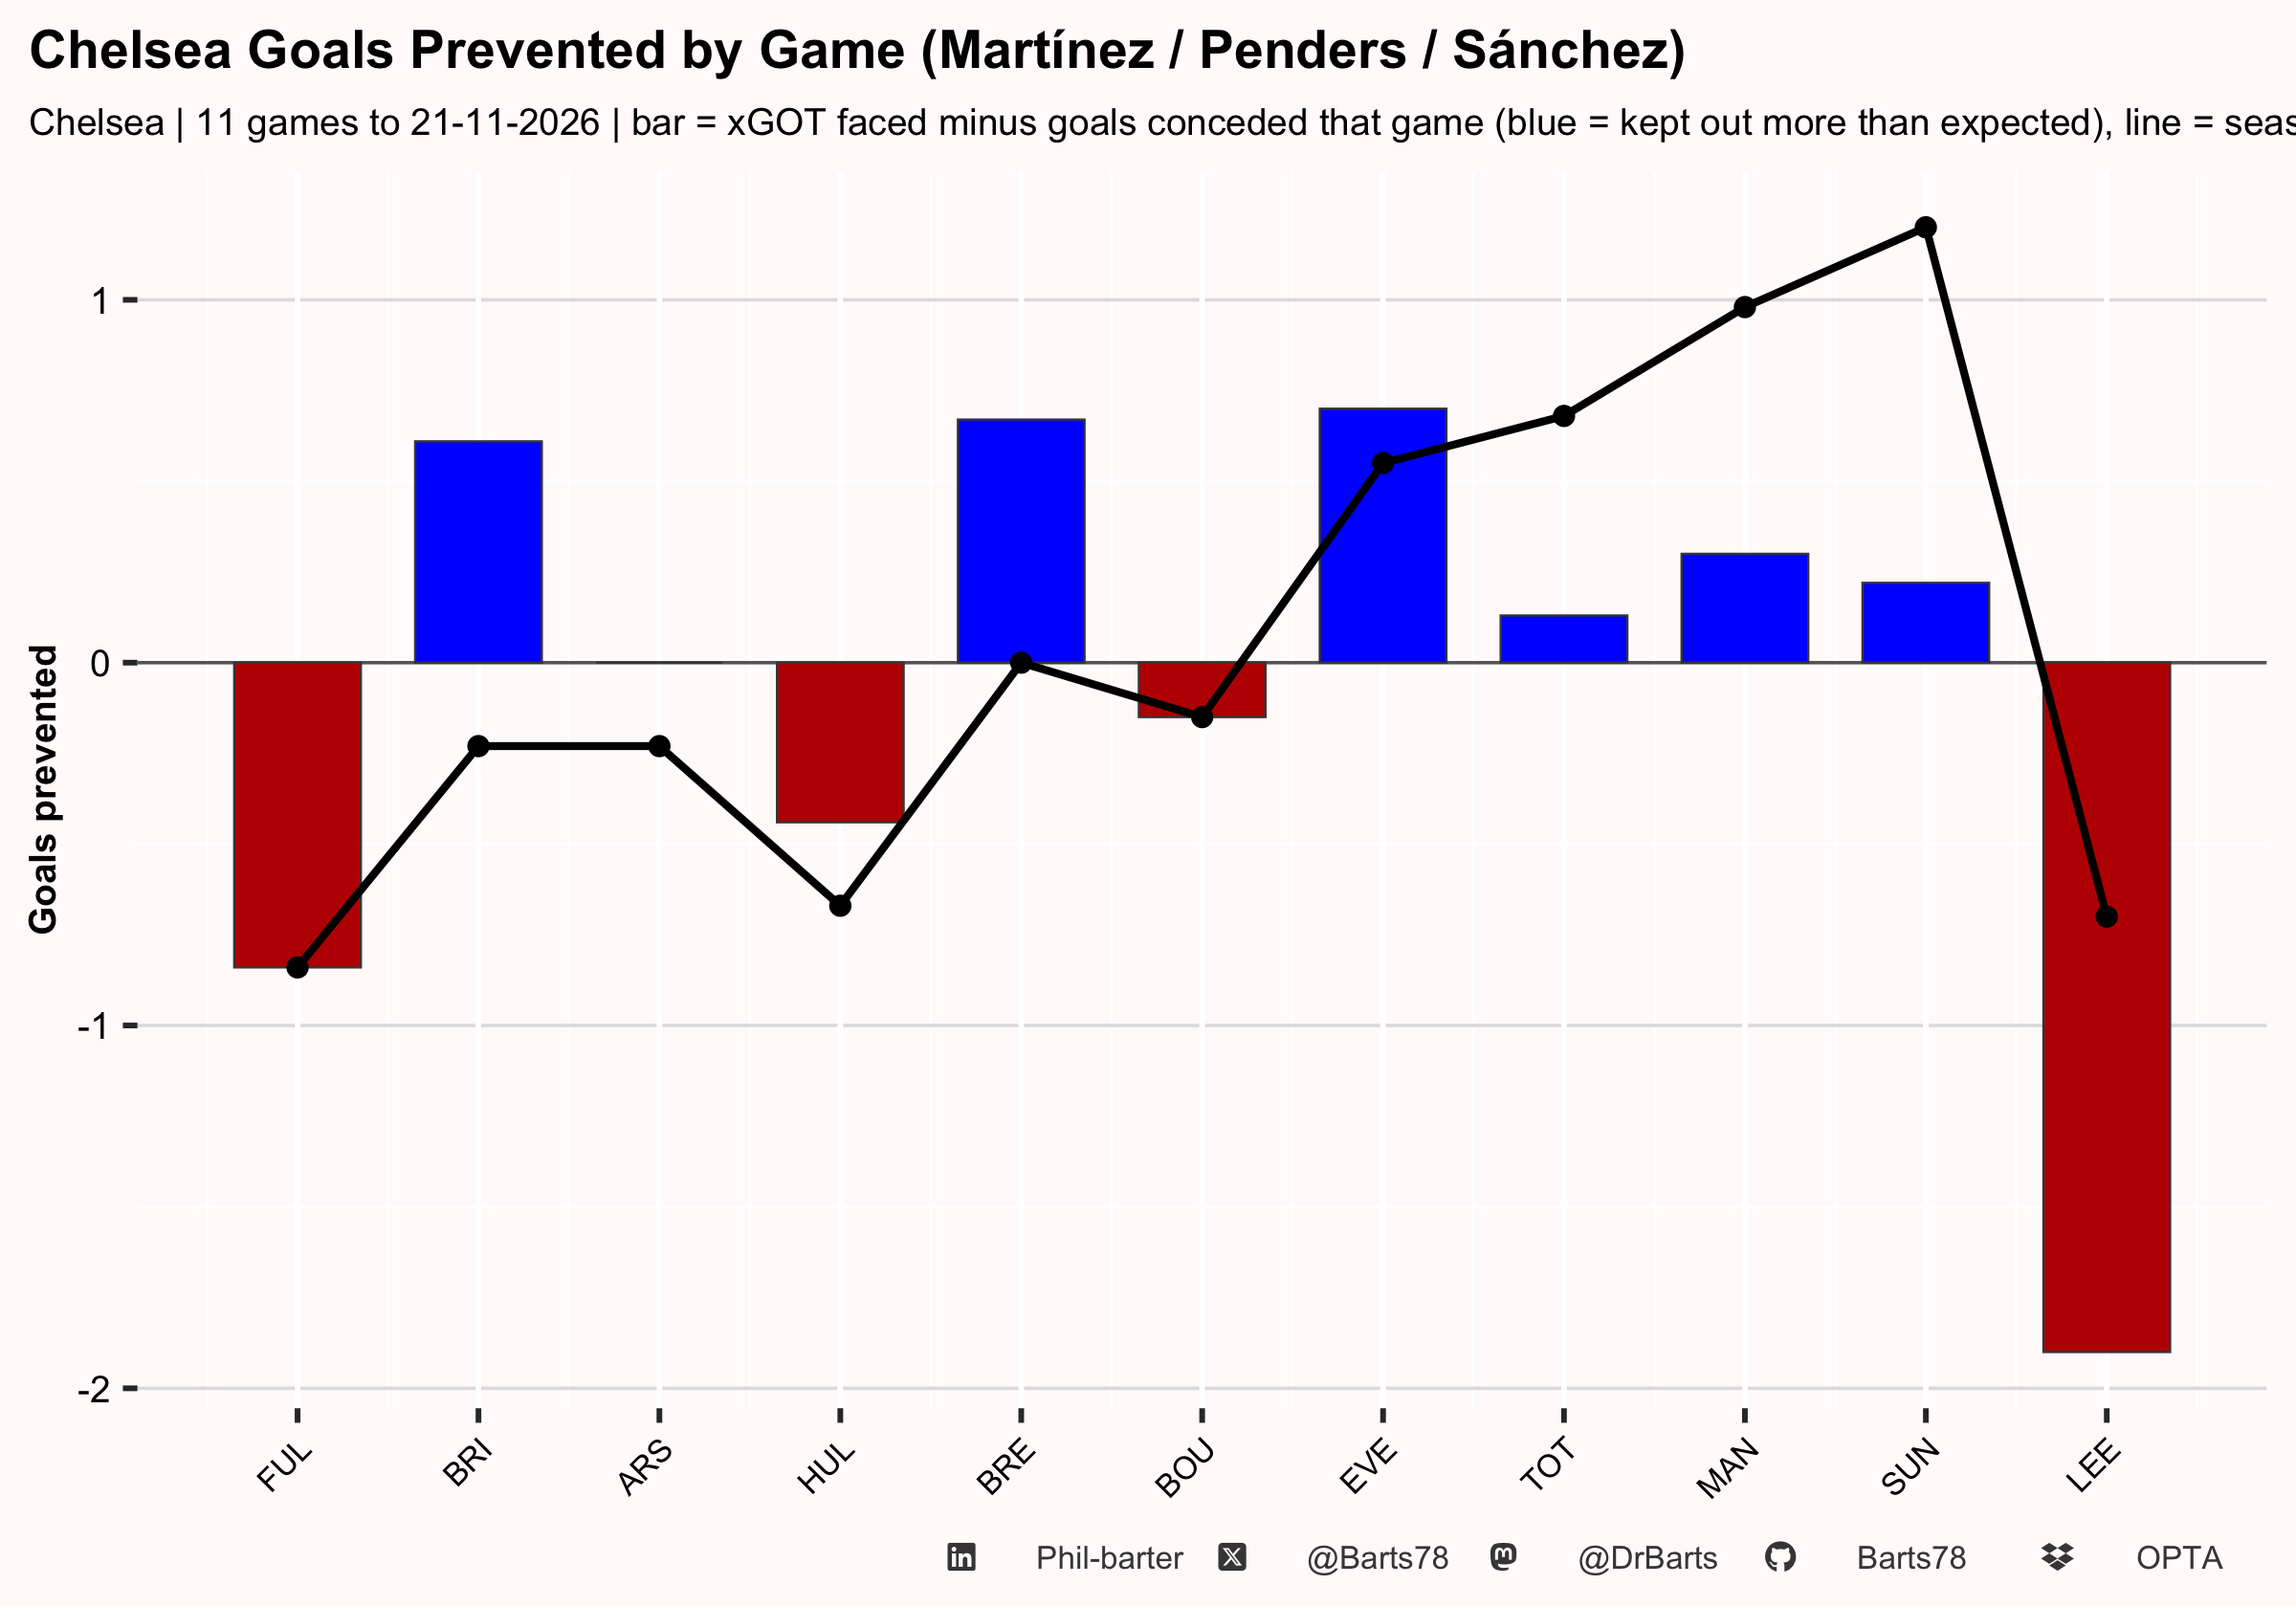 Chelsea Goals Prevented by Game (Martínez / Penders / Sánchez)
Chelsea | 11 games to 21-11-2026 | bar = xGOT faced minus goals conceded that game (blue = kept out more than expected), line = seas
Goals prevented
1
0
-1
-2
FUL
BRI
ARS
HUL
BRE
BOU
EVE
TOT
MAN
SUN
LEE
Phil-barter @Barts78 @DrBarts Barts78 OPTA